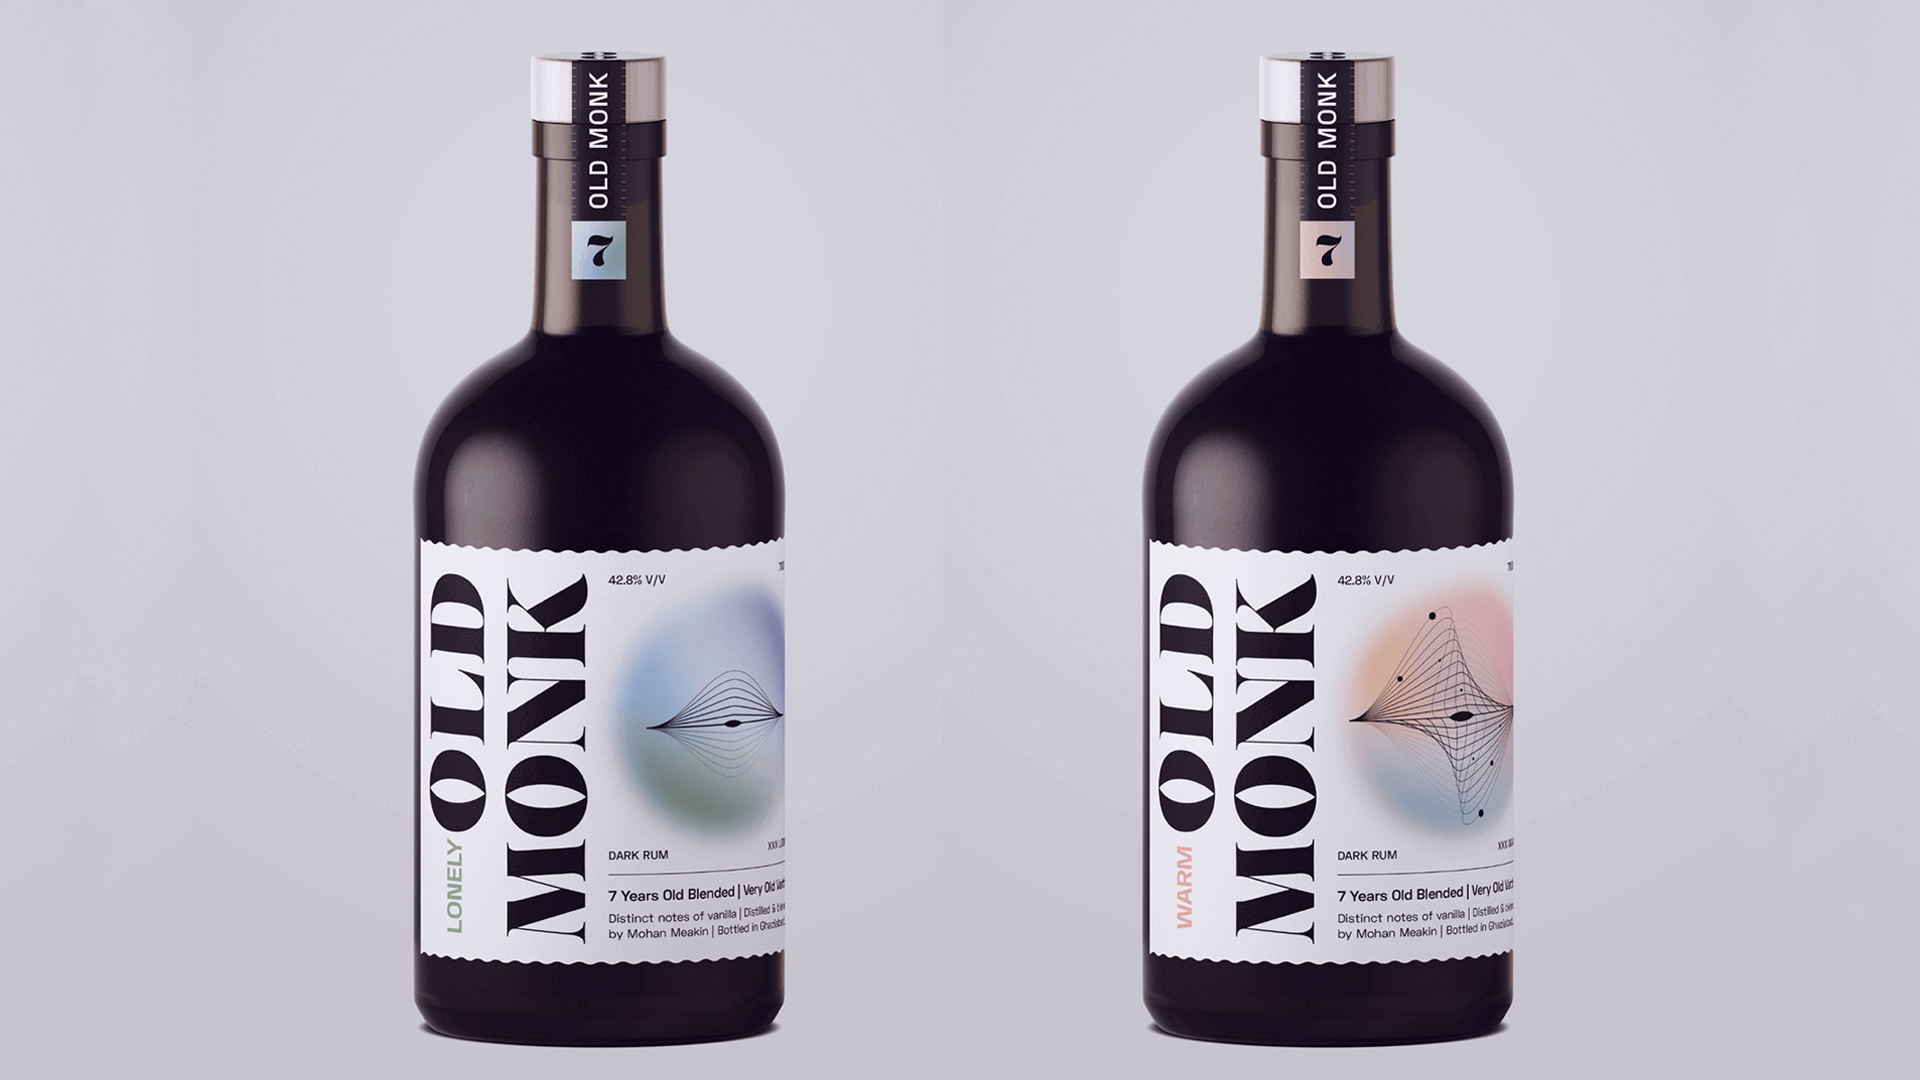 OLD MONK
7
42.8% V/V
OLD
MONK
LONELY
DARK RUM
XXX
7 Years Old Blended | Very Old
Distinct notes of vanilla | Distilled &
by Mohan Meakin | Bottled in
OLD MONK
7
42.8% V/V
OLD
MONK
WARM
DARK RUM
XXX
7 Years Old Blended | Very Old
Distinct notes of vanilla | Distilled &
by Mohan Meakin | Bottled in